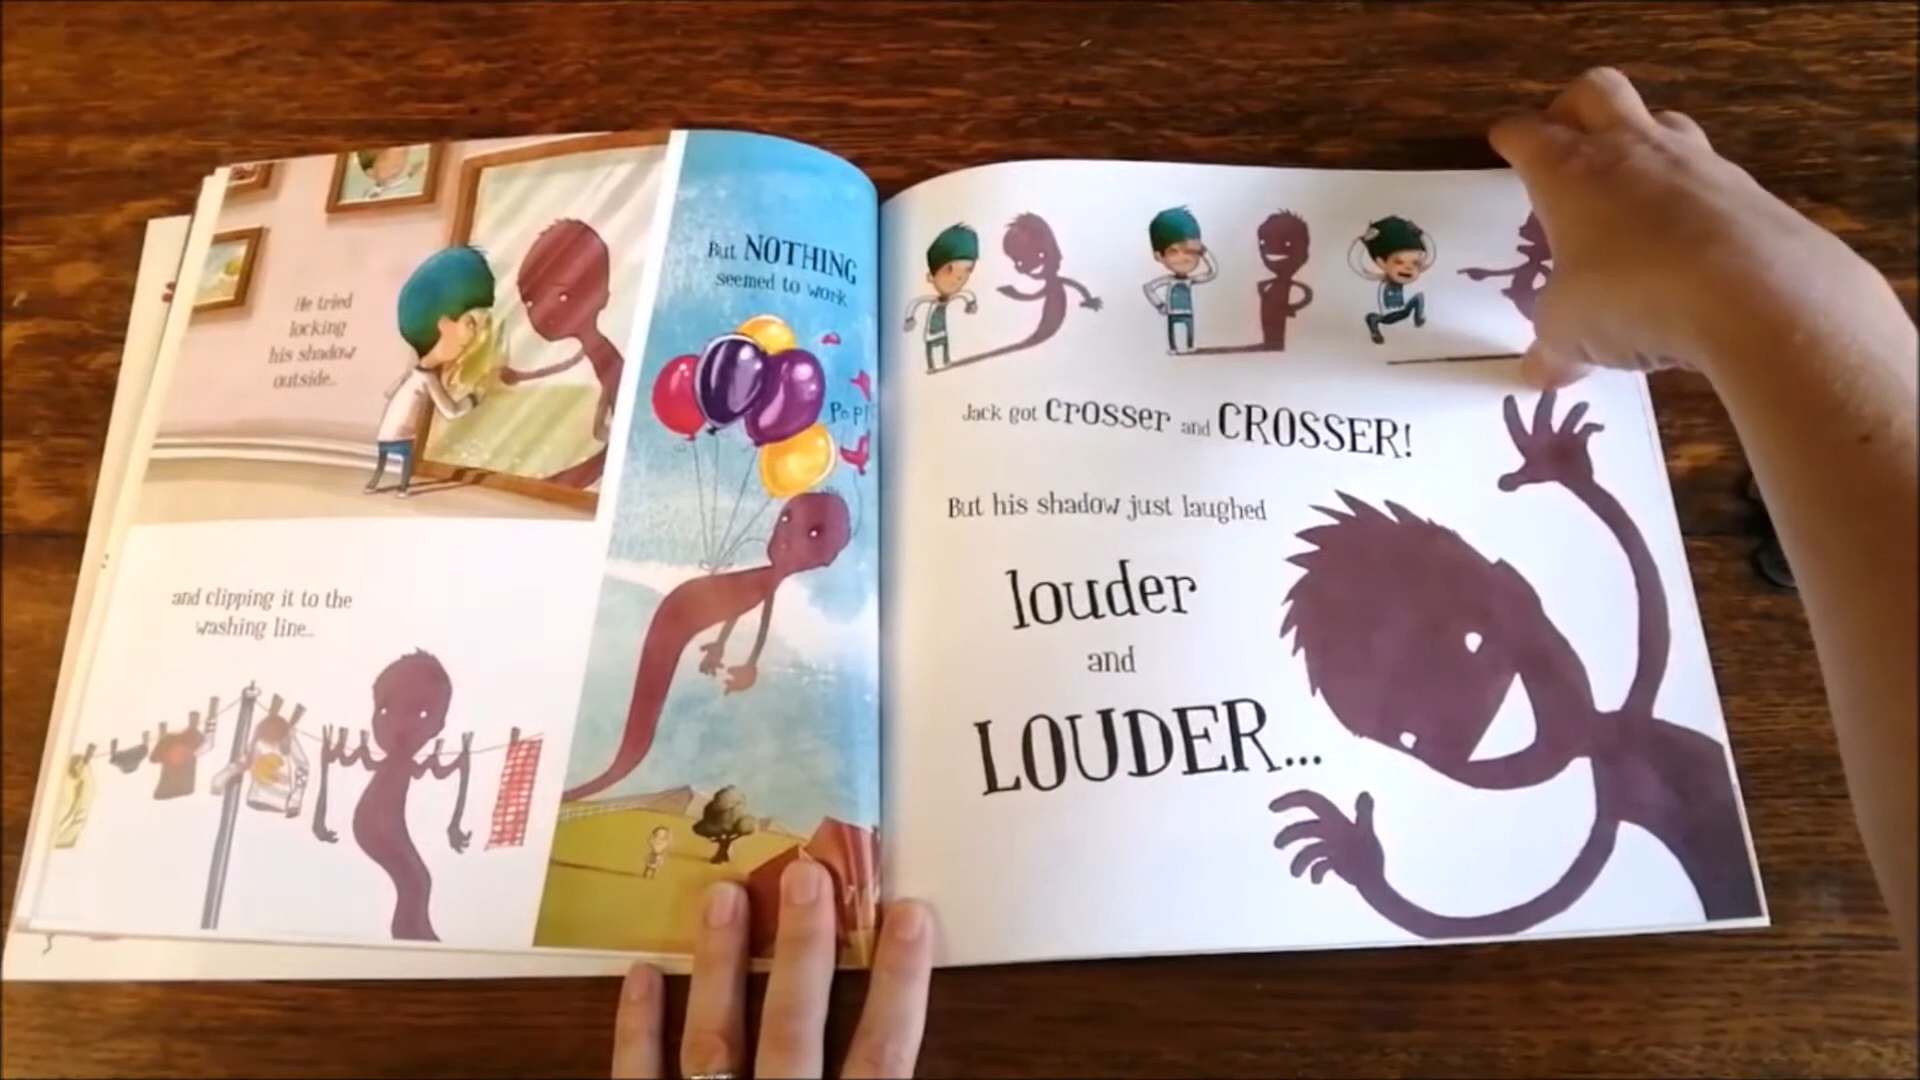 He tried
locking
his shadow
outside...
and clipping it to the
washing line...
But NOTHING
seemed to work
Pop!
Jack got crosser and CROSSER!
But his shadow just laughed
louder
and
LOUDER...